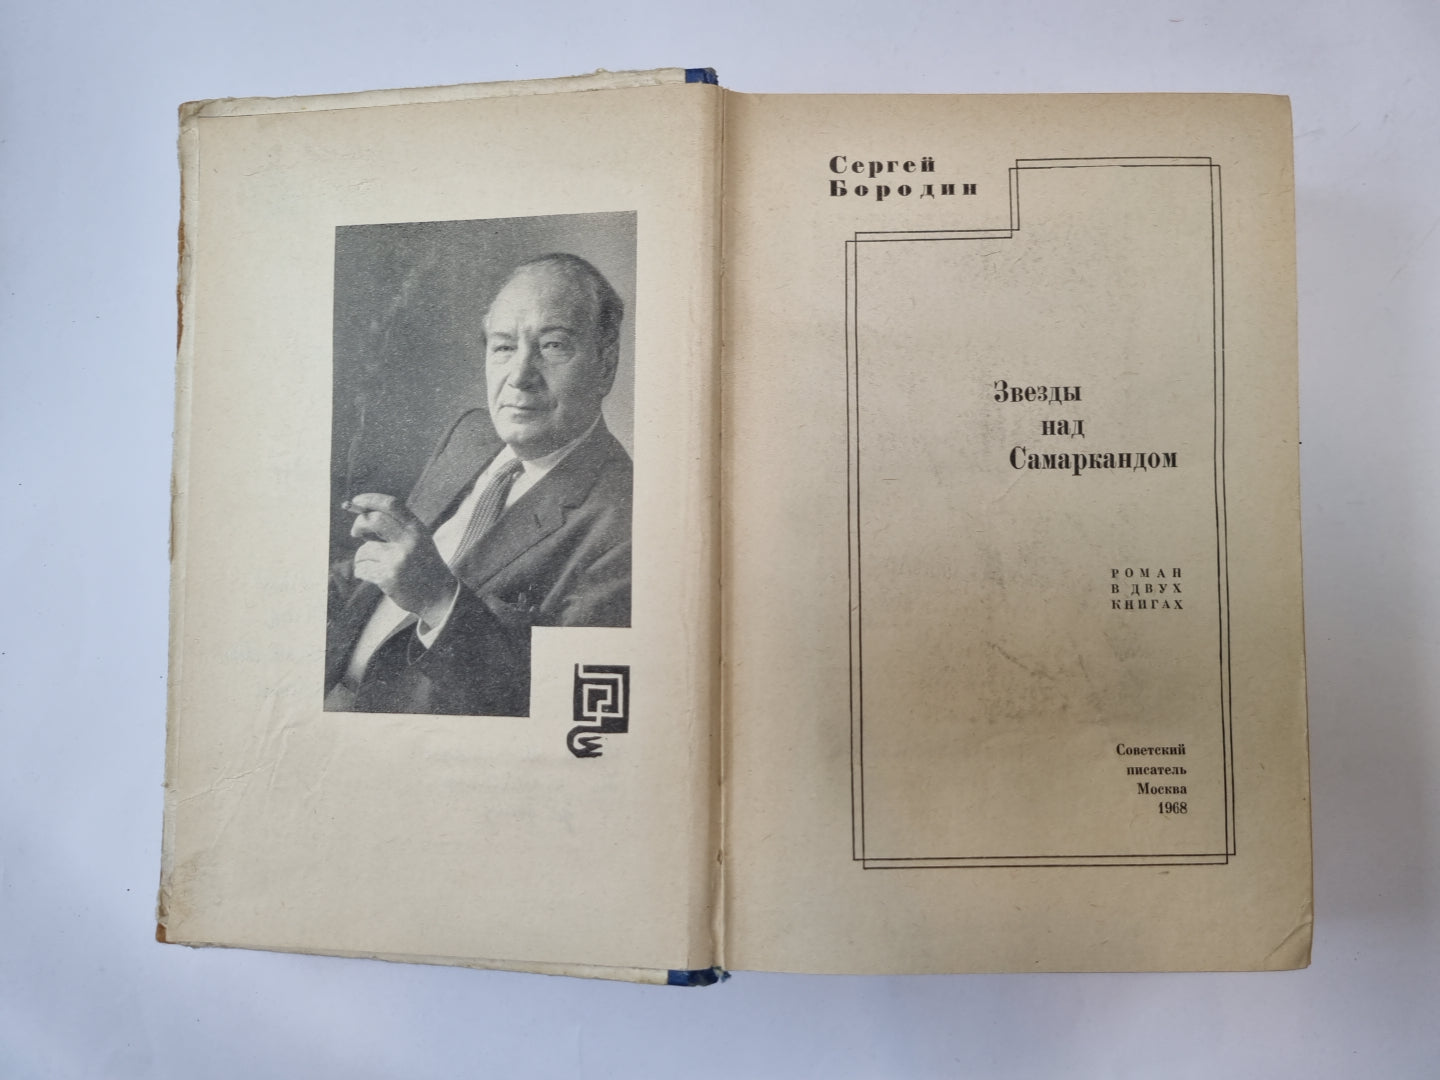 Сергей
Бородин
Звезды
над
Самаркандом
РОМАН
В ДВУХ
КНИГАХ
Советский
писатель
Москва
1968